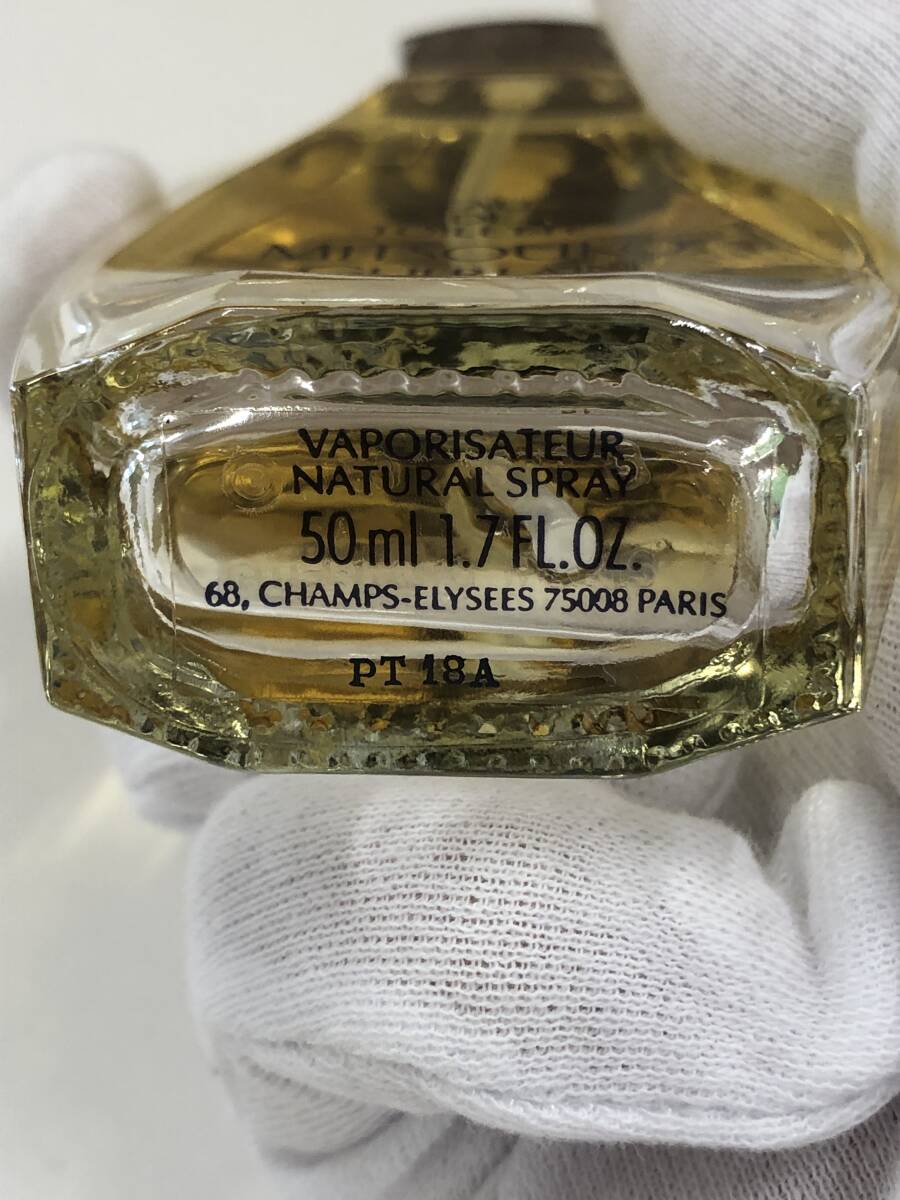 VAPORISATEUR
NATURAL SPRAY
50 ml 1.7 FL.OZ.
68, CHAMPS-ELYSEES 75008 PARIS
PT 18A